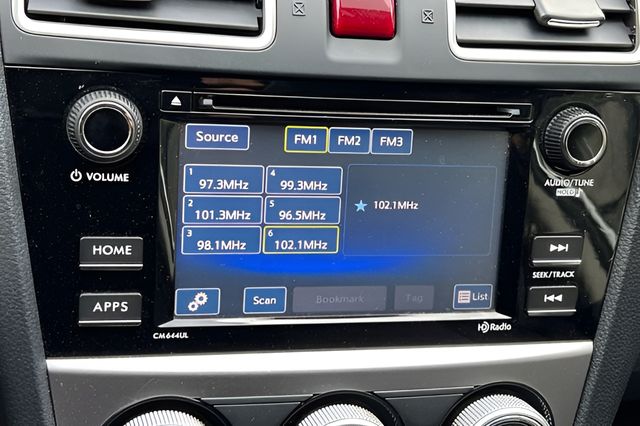 Source
FM1 FM2 FM3
1 97.3MHz
4 99.3MHz
2 101.3MHz
5 96.5MHz
3 98.1MHz
6 102.1MHz
102.1MHz
Scan
Bookmark
Tag
List
VOLUME
HOME
APPS
CM644UL
AUDIO/TUNE
HOLD
SEEK/TRACK
HD Radio